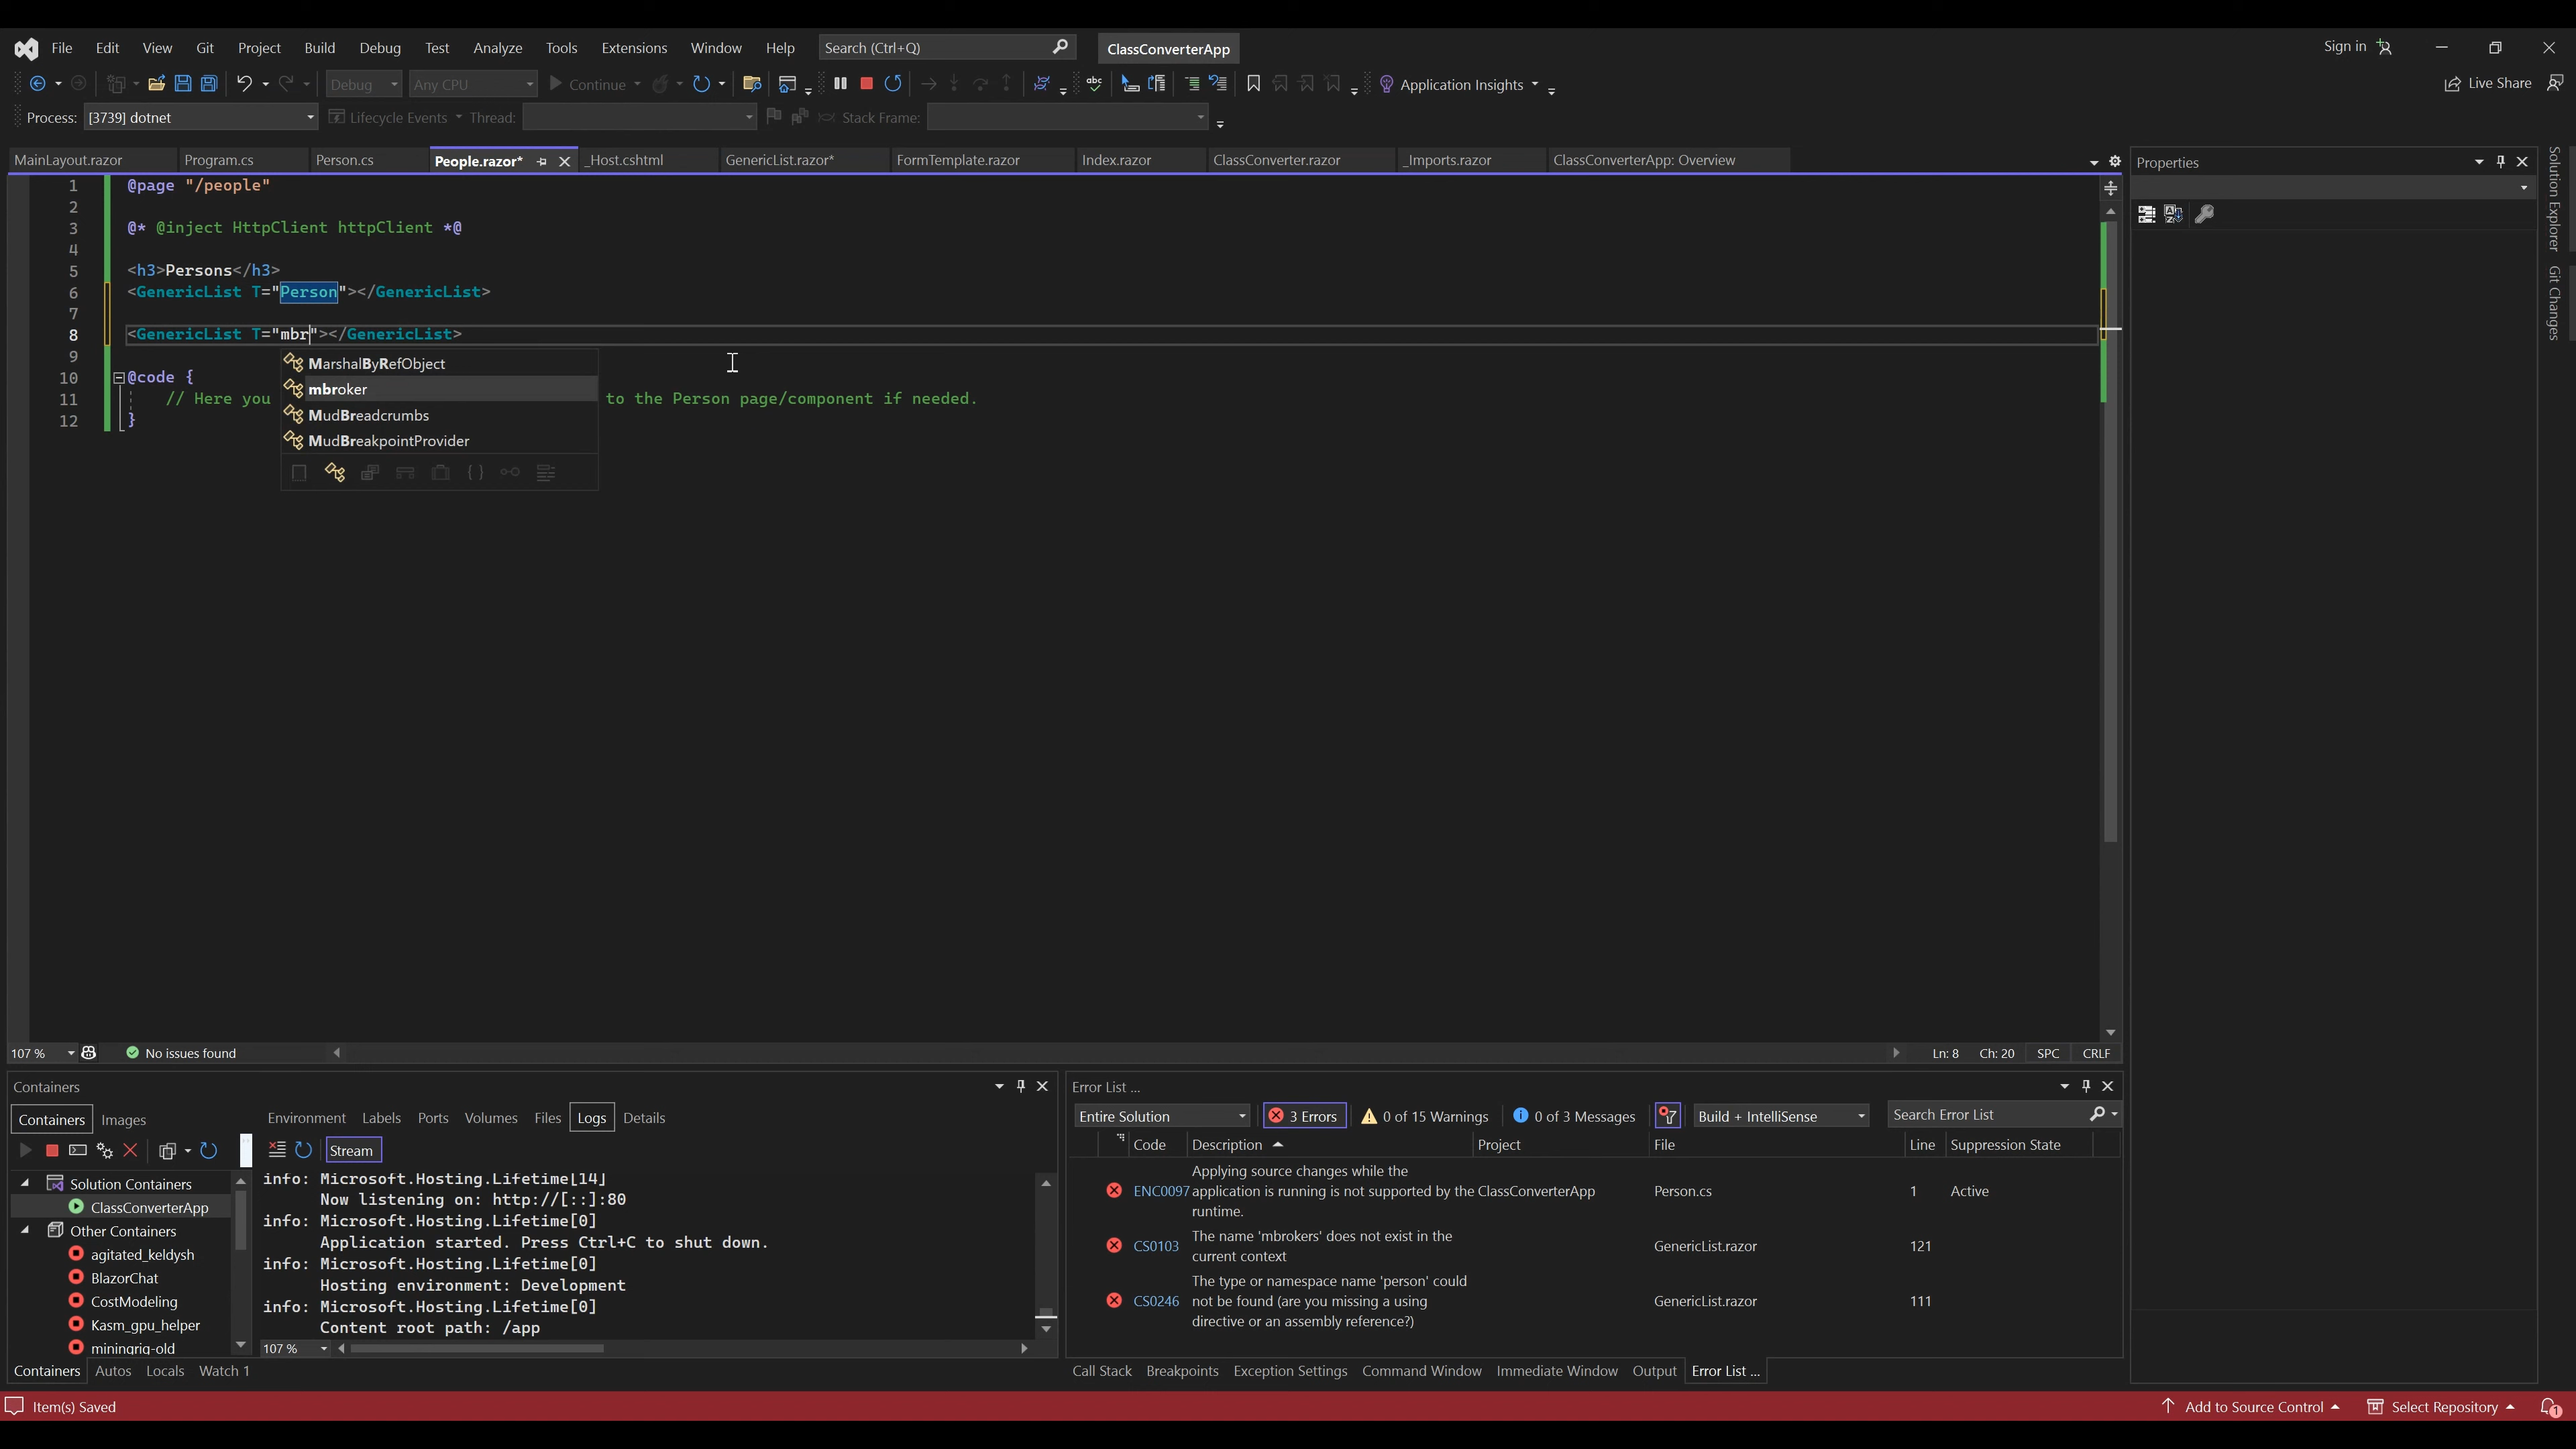 File Edit View Git Project Build Debug Test Analyze Tools Extensions Window Help Search (Ctrl+Q) ClassConverterApp Sign in
Debug Any CPU Continue Application Insights Live Share
Process: [3739] dotnet Lifecycle Events Thread: Stack Frame:
MainLayout.razor Program.cs Person.cs People.razor* _Host.cshtml GenericList.razor* FormTemplate.razor Index.razor ClassConverter.razor _Imports.razor ClassConverterApp: Overview
1 @page "/people"
2
3 @* @inject HttpClient httpClient *@
4
5 <h3>Persons</h3>
6 <GenericList T="Person"></GenericList>
7
8 <GenericList T="mbr"></GenericList>
9
MarshalByRefObject
10 @code {
mbroker
11 // Here you to the Person page/component if needed.
MudBreadcrumbs
12 }
MudBreakpointProvider
Properties
Solution Explorer
Git Changes
107 % No issues found Ln: 8 Ch: 20 SPC CRLF
Containers
Containers Images
Solution Containers
ClassConverterApp
Other Containers
agitated_keldysh
BlazorChat
CostModeling
Kasm_gpu_helper
miningrig-old
Environment Labels Ports Volumes Files Logs Details
Stream
info: Microsoft.Hosting.Lifetime[14]
Now listening on: http://[::]:80
info: Microsoft.Hosting.Lifetime[0]
Application started. Press Ctrl+C to shut down.
info: Microsoft.Hosting.Lifetime[0]
Hosting environment: Development
info: Microsoft.Hosting.Lifetime[0]
Content root path: /app
107 %
Containers Autos Locals Watch 1
Error List ...
Entire Solution 3 Errors 0 of 15 Warnings 0 of 3 Messages Build + IntelliSense Search Error List
Code Description Project File Line Suppression State
Applying source changes while the
ENC0097 application is running is not supported by the ClassConverterApp Person.cs 1 Active
runtime.
The name 'mbrokers' does not exist in the
CS0103 current context GenericList.razor 121
The type or namespace name 'person' could
CS0246 not be found (are you missing a using GenericList.razor 111
directive or an assembly reference?)
Call Stack Breakpoints Exception Settings Command Window Immediate Window Output Error List ...
Item(s) Saved Add to Source Control Select Repository 1